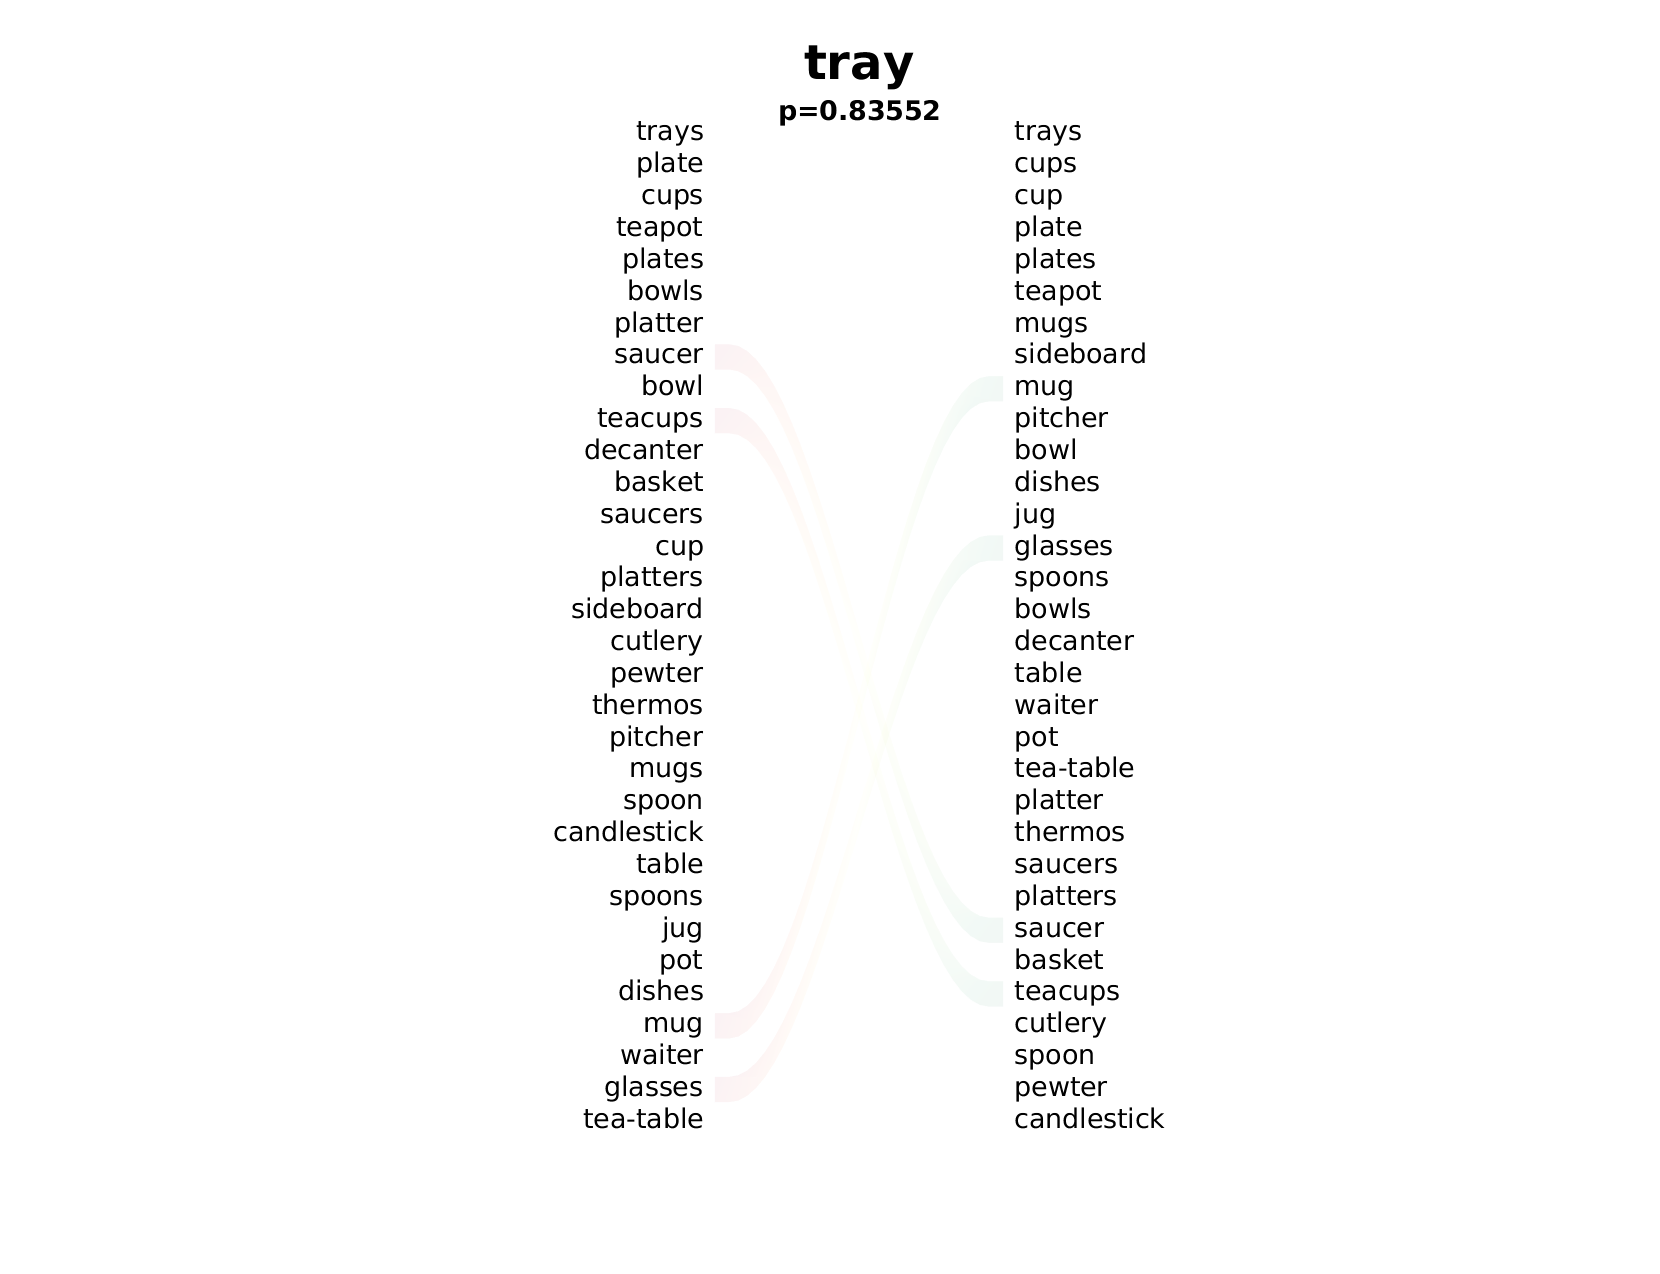 tray
p=0.83552
trays trays
plate cups
cups cup
teapot plate
plates plates
bowls teapot
platter mugs
saucer sideboard
bowl mug
teacups pitcher
decanter bowl
basket dishes
saucers jug
cup glasses
platters spoons
sideboard bowls
cutlery decanter
pewter table
thermos waiter
pitcher pot
mugs tea-table
spoon platter
candlestick thermos
table saucers
spoons platters
jug saucer
pot basket
dishes teacups
mug cutlery
waiter spoon
glasses pewter
tea-table candlestick